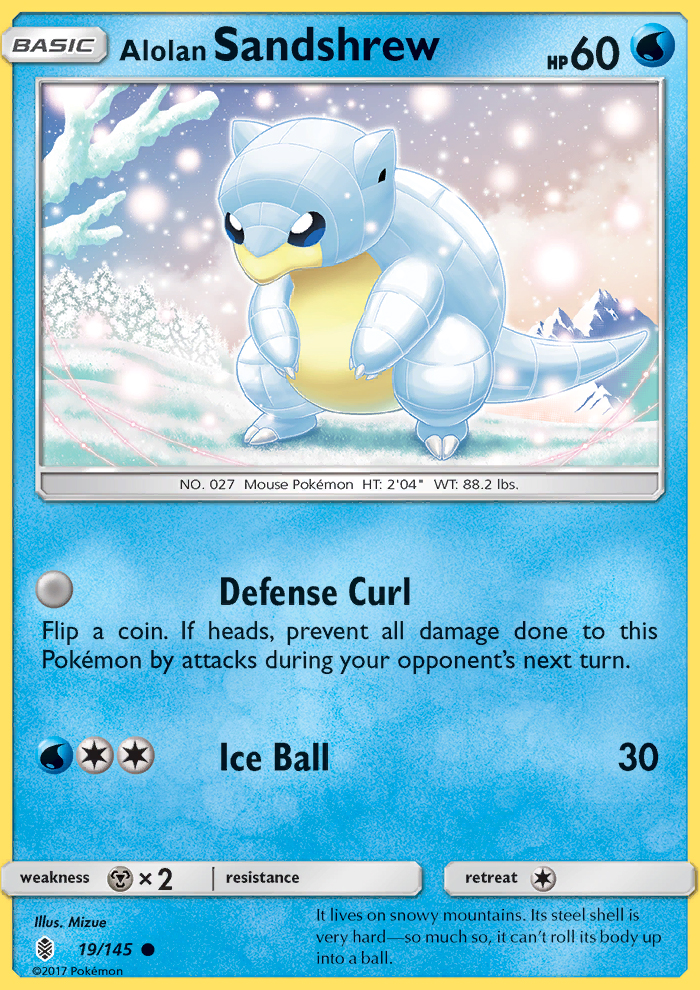 BASIC
Alolan Sandshrew HP 60
NO. 027 Mouse Pokémon HT: 2'04" WT: 88.2 lbs.
Defense Curl
Flip a coin. If heads, prevent all damage done to this
Pokémon by attacks during your opponent's next turn.
Ice Ball 30
weakness ×2 resistance retreat
Illus. Mizue
19/145
©2017 Pokémon
It lives on snowy mountains. Its steel shell is
very hard—so much so, it can't roll its body up
into a ball.